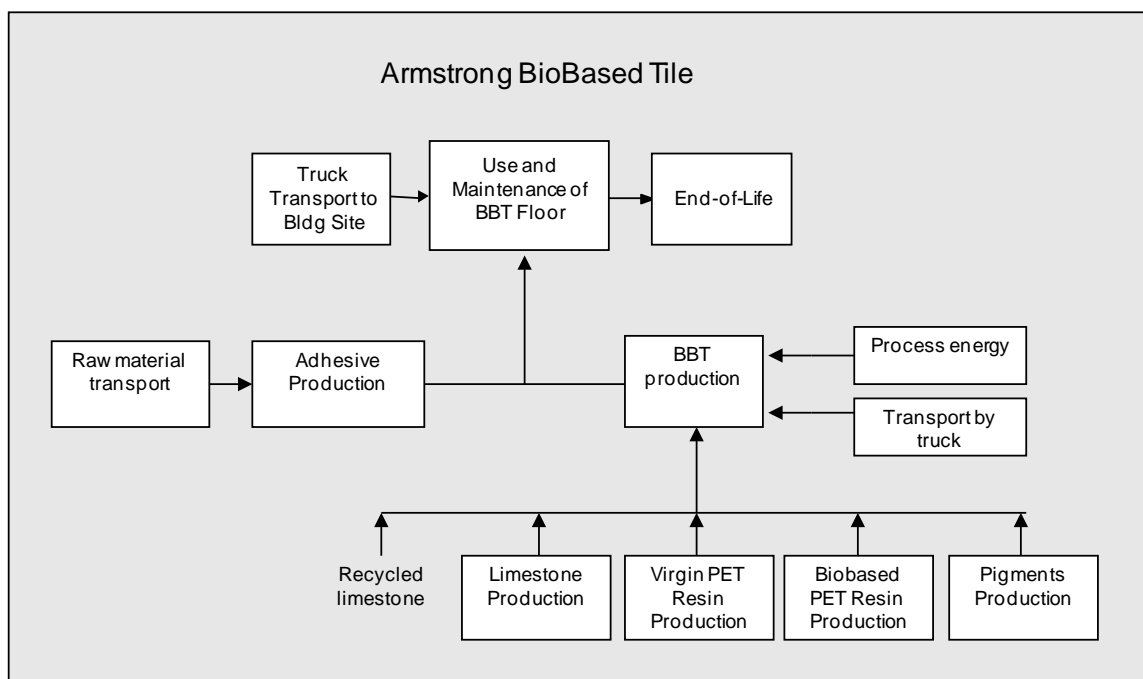 Armstrong BioBased Tile
Truck
Transport to
Bldg Site
Use and
Maintenance of
BBT Floor
End-of-Life
Raw material
transport
Adhesive
Production
BBT
production
Process energy
Transport by
truck
Recycled
limestone
Limestone
Production
Virgin PET
Resin
Production
Biobased
PET Resin
Production
Pigments
Production